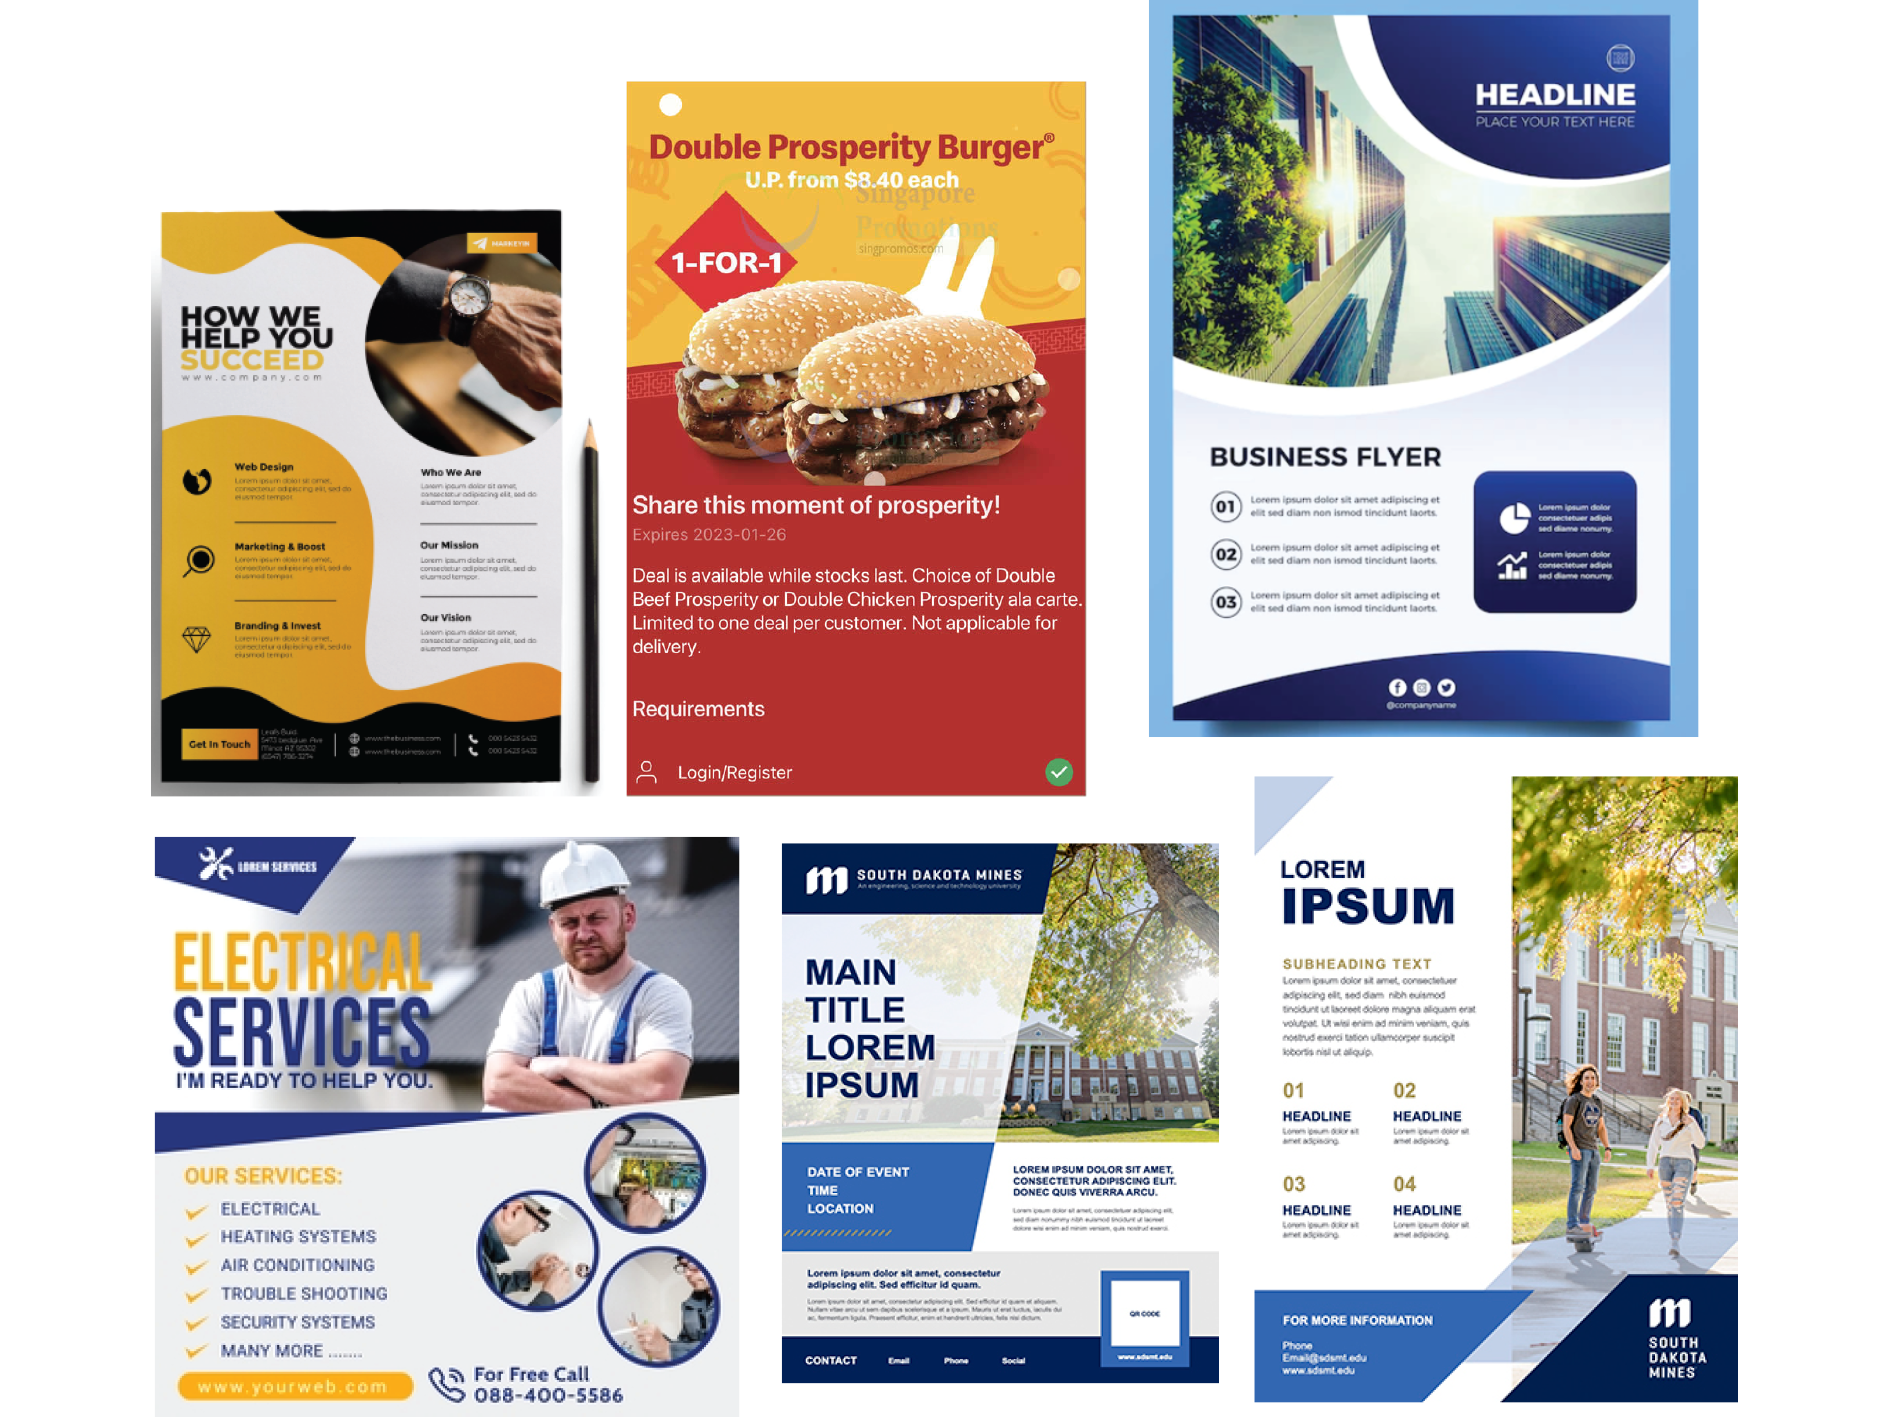 MARKEYIN
HOW WE
HELP YOU
SUCCEED
www.company.com
Web Design
Lorem ipsum dolor sit amet,
consectetur adipiscing elit, sed do
eiusmod tempor.
Marketing & Boost
Lorem ipsum dolor sit amet,
consectetur adipiscing elit, sed do
eiusmod tempor.
Branding & Invest
Lorem ipsum dolor sit amet,
consectetur adipiscing elit, sed do
eiusmod tempor.
Who We Are
Lorem ipsum dolor sit amet,
consectetur adipiscing elit, sed do
eiusmod tempor.
Our Mission
Lorem ipsum dolor sit amet,
consectetur adipiscing elit, sed do
eiusmod tempor.
Our Vision
Lorem ipsum dolor sit amet,
consectetur adipiscing elit, sed do
eiusmod tempor.
Get In Touch
www.thebusiness.com
www.thebusiness.com
000 5423 5432
000 5423 5432
Double Prosperity Burger®
U.P. from $8.40 each
Singapore
Promotions
singpromos.com
1-FOR-1
Share this moment of prosperity!
Expires 2023-01-26
Deal is available while stocks last. Choice of Double
Beef Prosperity or Double Chicken Prosperity ala carte.
Limited to one deal per customer. Not applicable for
delivery.
Requirements
Login/Register
HEADLINE
PLACE YOUR TEXT HERE
BUSINESS FLYER
01
Lorem ipsum dolor sit amet adipiscing et
elit sed diam non ismod tincidunt laorts.
02
Lorem ipsum dolor sit amet adipiscing et
elit sed diam non ismod tincidunt laorts.
03
Lorem ipsum dolor sit amet adipiscing et
elit sed diam non ismod tincidunt laorts.
Lorem ipsum dolor
consectetuer adipis
sed diame nonumy.
Lorem ipsum dolor
consectetuer adipis
sed diame nonumy.
@companyname
LOREM SERVICES
ELECTRICAL
SERVICES
I'M READY TO HELP YOU.
OUR SERVICES:
ELECTRICAL
HEATING SYSTEMS
AIR CONDITIONING
TROUBLE SHOOTING
SECURITY SYSTEMS
MANY MORE .......
www.yourweb.com
For Free Call
088-400-5586
SOUTH DAKOTA MINES
An engineering, science and technology university
MAIN
TITLE
LOREM
IPSUM
DATE OF EVENT
TIME
LOCATION
LOREM IPSUM DOLOR SIT AMET,
CONSECTETUR ADIPISCING ELIT.
DONEC QUIS VIVERRA ARCU.
Lorem ipsum dolor sit amet, consectetuer adipiscing elit,
sed diam nonummy nibh euismod tincidunt ut laoreet
dolore wisi enim ad minim veniam, quis nostrud exerci.
Lorem ipsum dolor sit amet, consectetur
adipiscing elit. Sed efficitur id quam.
QR CODE
www.sdsmt.edu
CONTACT
Email
Phone
Social
LOREM
IPSUM
SUBHEADING TEXT
Lorem ipsum dolor sit amet, consectetuer
adipiscing elit, sed diam nibh euismod
tincidunt ut laoreet dolore magna aliquam erat
volutpat. Ut wisi enim ad minim veniam, quis
nostrud exerci tation ullamcorper suscipit
lobortis nisl ut aliquip.
01
HEADLINE
Lorem ipsum dolor sit
amet adipiscing.
02
HEADLINE
Lorem ipsum dolor sit
amet adipiscing.
03
HEADLINE
Lorem ipsum dolor sit
amet adipiscing.
04
HEADLINE
Lorem ipsum dolor sit
amet adipiscing.
FOR MORE INFORMATION
Phone
Email@sdsmt.edu
www.sdsmt.edu
SOUTH
DAKOTA
MINES